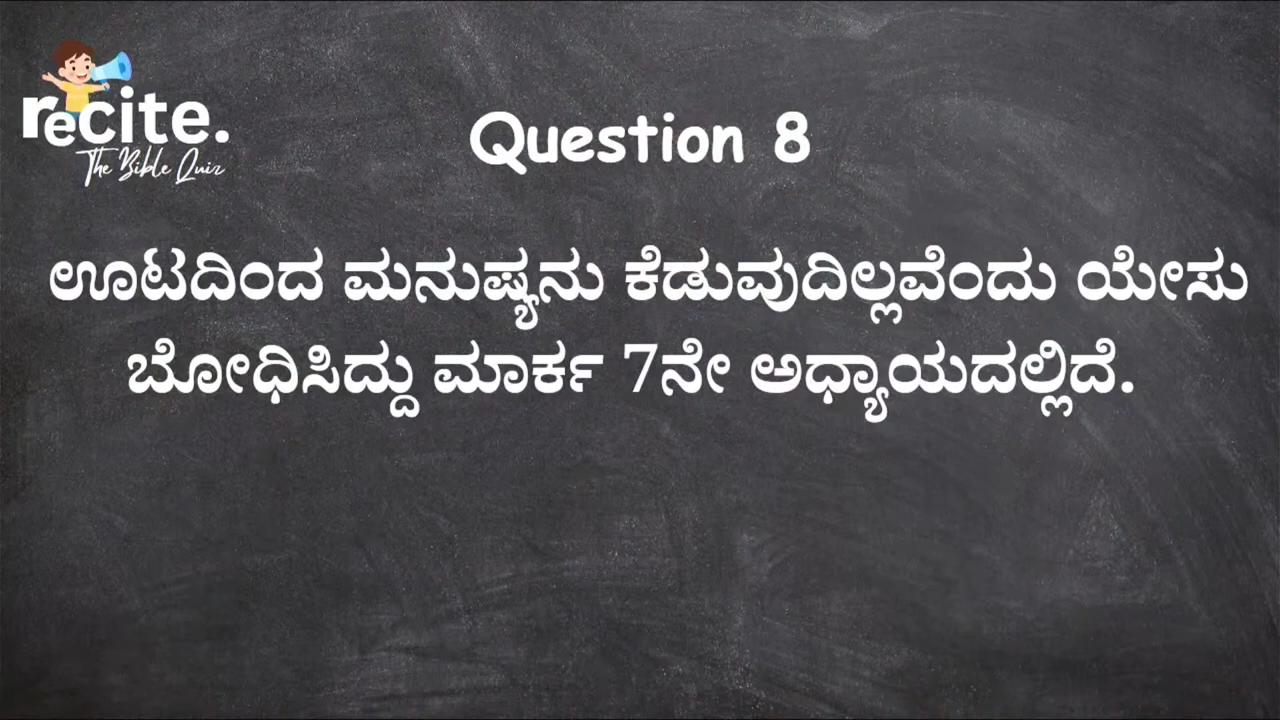 recite.
The Bible Quiz
Question 8
ಊಟದಿಂದ ಮನುಷ್ಯನು ಕೆಡುವುದಿಲ್ಲವೆಂದು ಯೇಸು
ಬೋಧಿಸಿದ್ದು ಮಾರ್ಕ 7ನೇ ಅಧ್ಯಾಯದಲ್ಲಿದೆ.